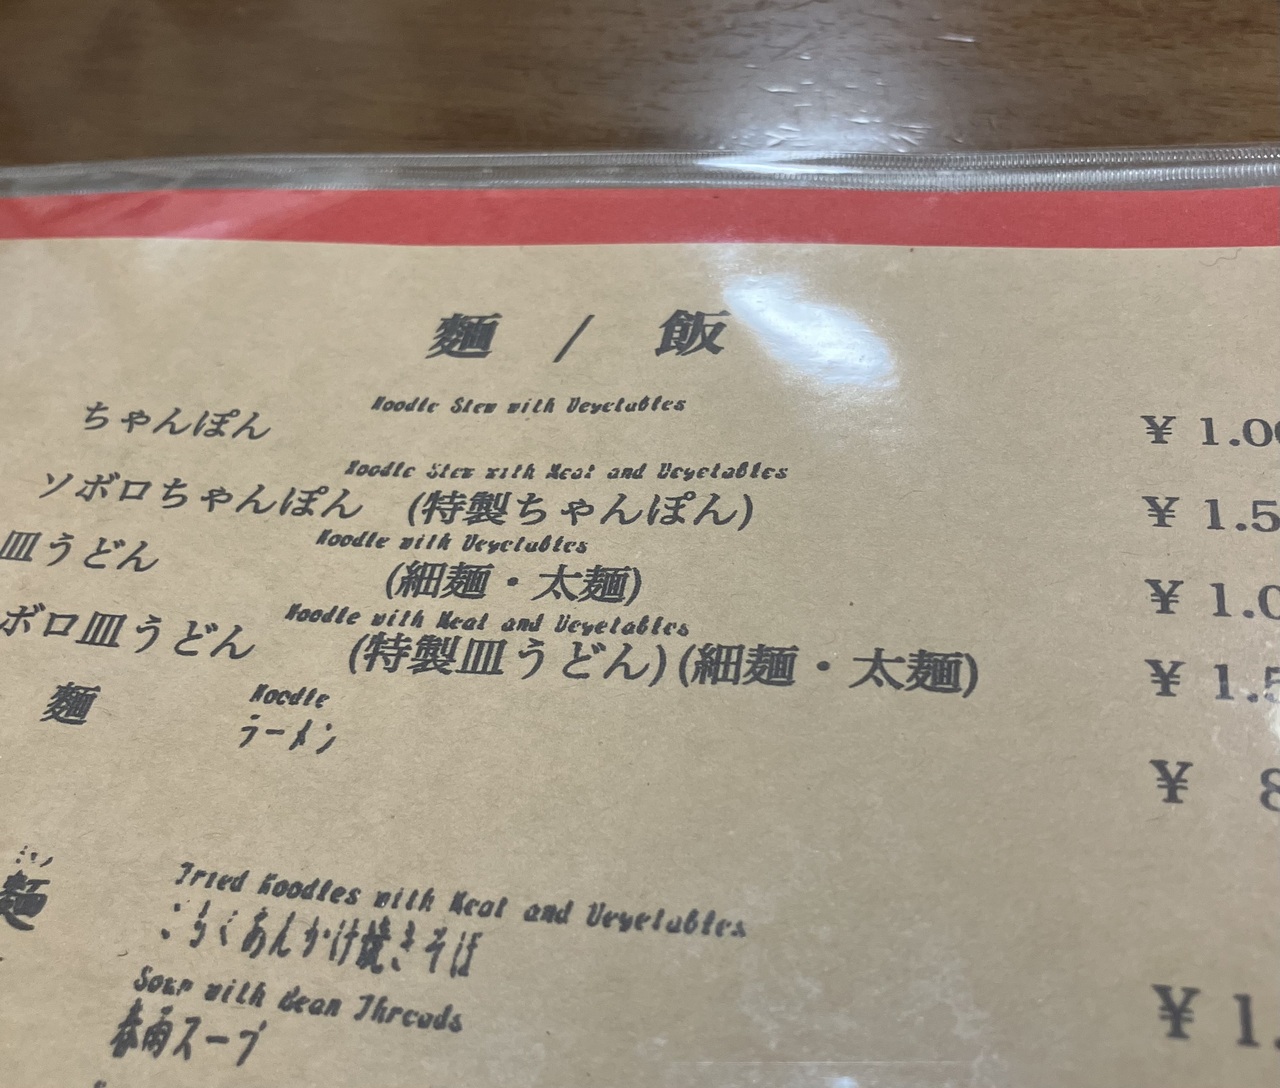 麺 / 飯
Noodle Stew with Vegetables
ちゃんぽん ¥ 1.0
Noodle Stew with Meat and Vegetables
ソボロちゃんぽん (特製ちゃんぽん) ¥ 1.5
Noodle with Vegetables
皿うどん (細麺・太麺) ¥ 1.0
Noodle with Meat and Vegetables
ボロ皿うどん (特製皿うどん) (細麺・太麺) ¥ 1.5
Noodle
麺 ラーメン ¥ 8
Fried Noodles with Meat and Vegetables
麺 ごもくあんかけ焼きそば
Soup with Bean Threads
春雨スープ ¥ 1.